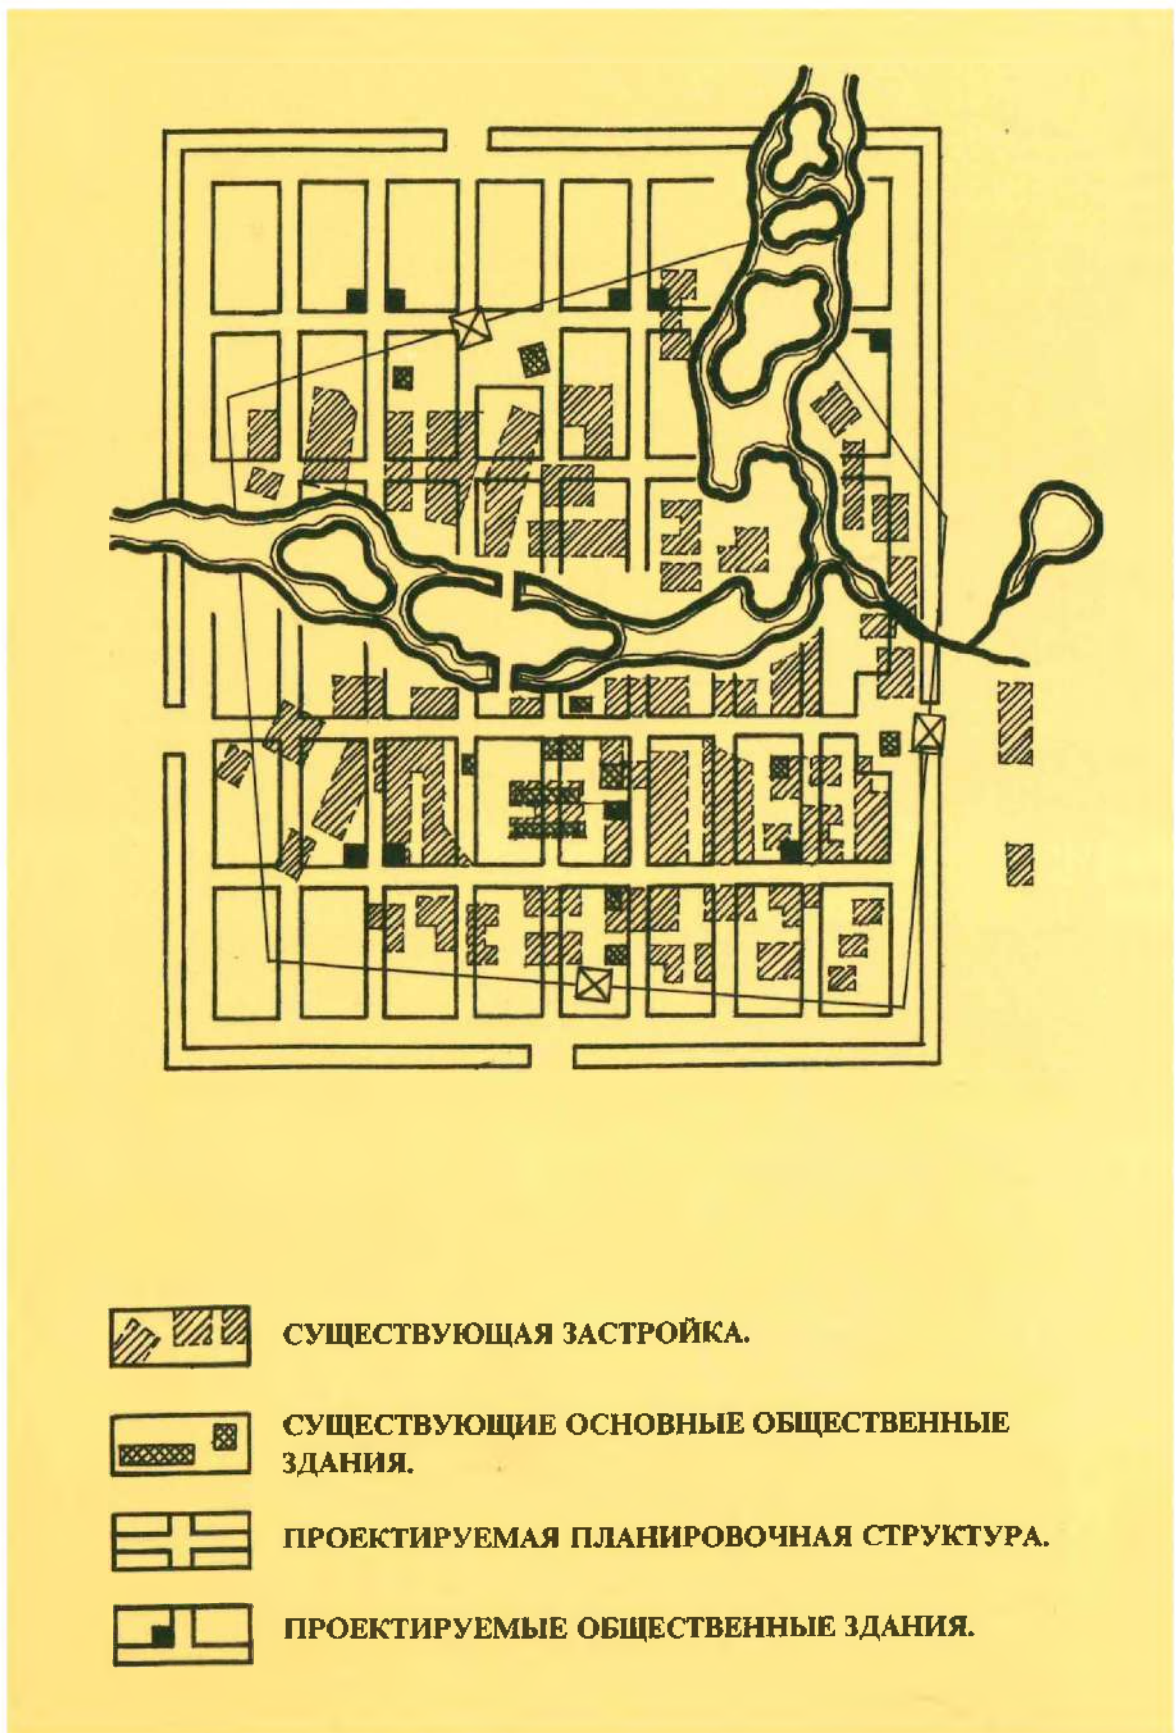 СУЩЕСТВУЮЩАЯ ЗАСТРОЙКА.
СУЩЕСТВУЮЩИЕ ОСНОВНЫЕ ОБЩЕСТВЕННЫЕ
ЗДАНИЯ.
ПРОЕКТИРУЕМАЯ ПЛАНИРОВОЧНАЯ СТРУКТУРА.
ПРОЕКТИРУЕМЫЕ ОБЩЕСТВЕННЫЕ ЗДАНИЯ.